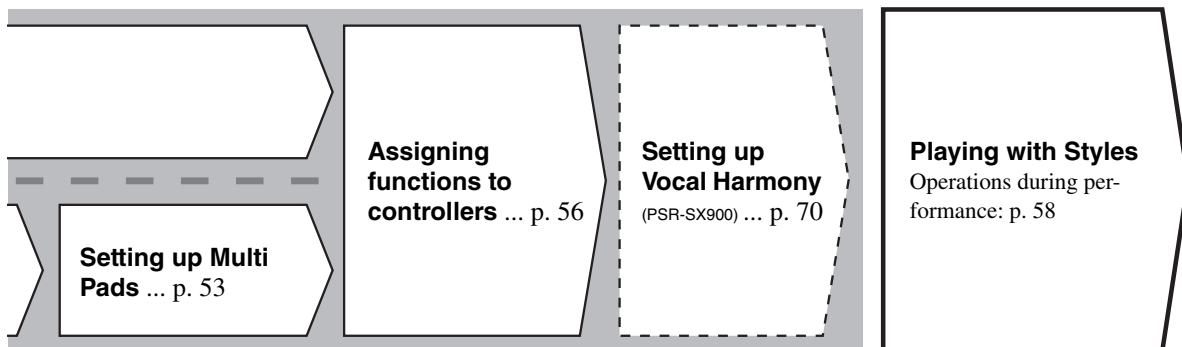 Setting up Multi
Pads ... p. 53
Assigning
functions to
controllers ... p. 56
Setting up
Vocal Harmony
(PSR-SX900) ... p. 70
Playing with Styles
Operations during per-
formance: p. 58